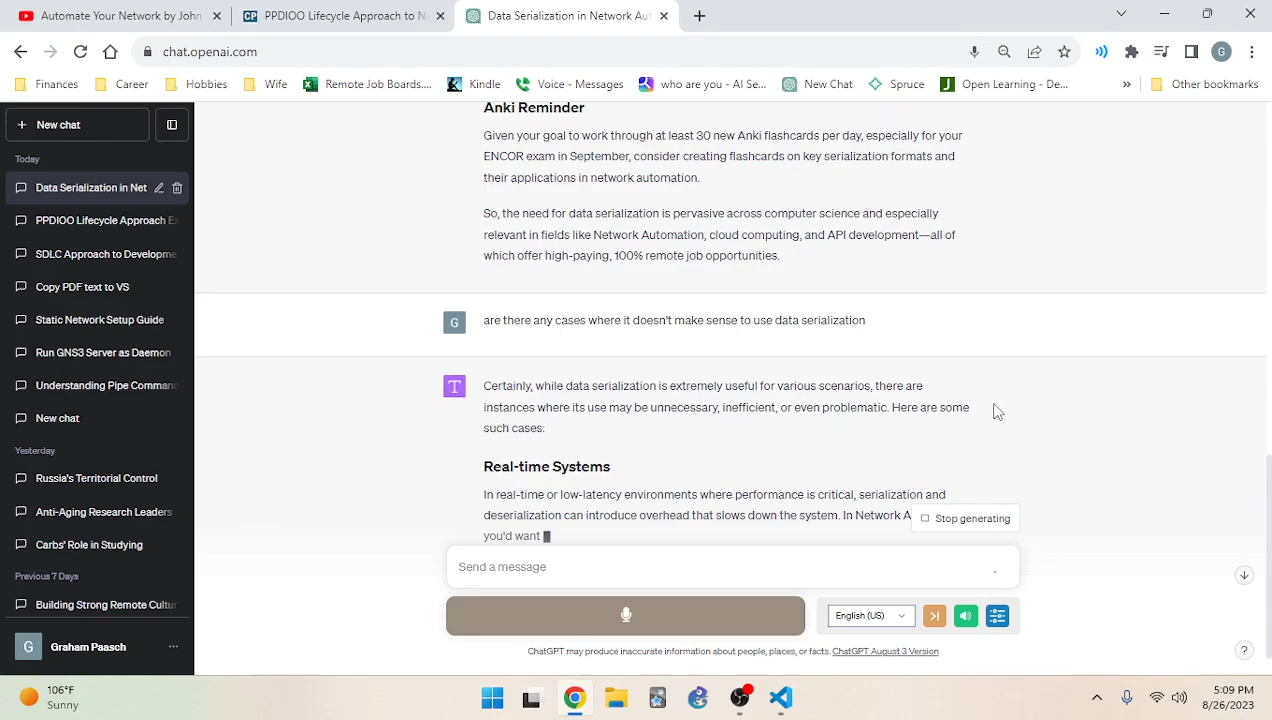 Automate Your Network by John
PPDIOO Lifecycle Approach to N
Data Serialization in Network Aut
chat.openai.com
G
Finances
Career
Hobbies
Wife
Remote Job Boards....
Kindle
Voice - Messages
who are you - AI Se...
New Chat
Spruce
Open Learning - De...
Other bookmarks
New chat
Today
Data Serialization in Net
PPDIOO Lifecycle Approach Ex
SDLC Approach to Developme
Copy PDF text to VS
Static Network Setup Guide
Run GNS3 Server as Daemon
Understanding Pipe Command
New chat
Yesterday
Russia's Territorial Control
Anti-Aging Research Leaders
Carbs' Role in Studying
Previous 7 Days
Building Strong Remote Cultur
G
Graham Paasch
Anki Reminder
Given your goal to work through at least 30 new Anki flashcards per day, especially for your
ENCOR exam in September, consider creating flashcards on key serialization formats and
their applications in network automation.
So, the need for data serialization is pervasive across computer science and especially
relevant in fields like Network Automation, cloud computing, and API development—all of
which offer high-paying, 100% remote job opportunities.
G
are there any cases where it doesn't make sense to use data serialization
T
Certainly, while data serialization is extremely useful for various scenarios, there are
instances where its use may be unnecessary, inefficient, or even problematic. Here are some
such cases:
Real-time Systems
In real-time or low-latency environments where performance is critical, serialization and
deserialization can introduce overhead that slows down the system. In Network A
you'd want
Stop generating
Send a message
English (US)
ChatGPT may produce inaccurate information about people, places, or facts. ChatGPT August 3 Version
?
106°F
Sunny
5:09 PM
8/26/2023